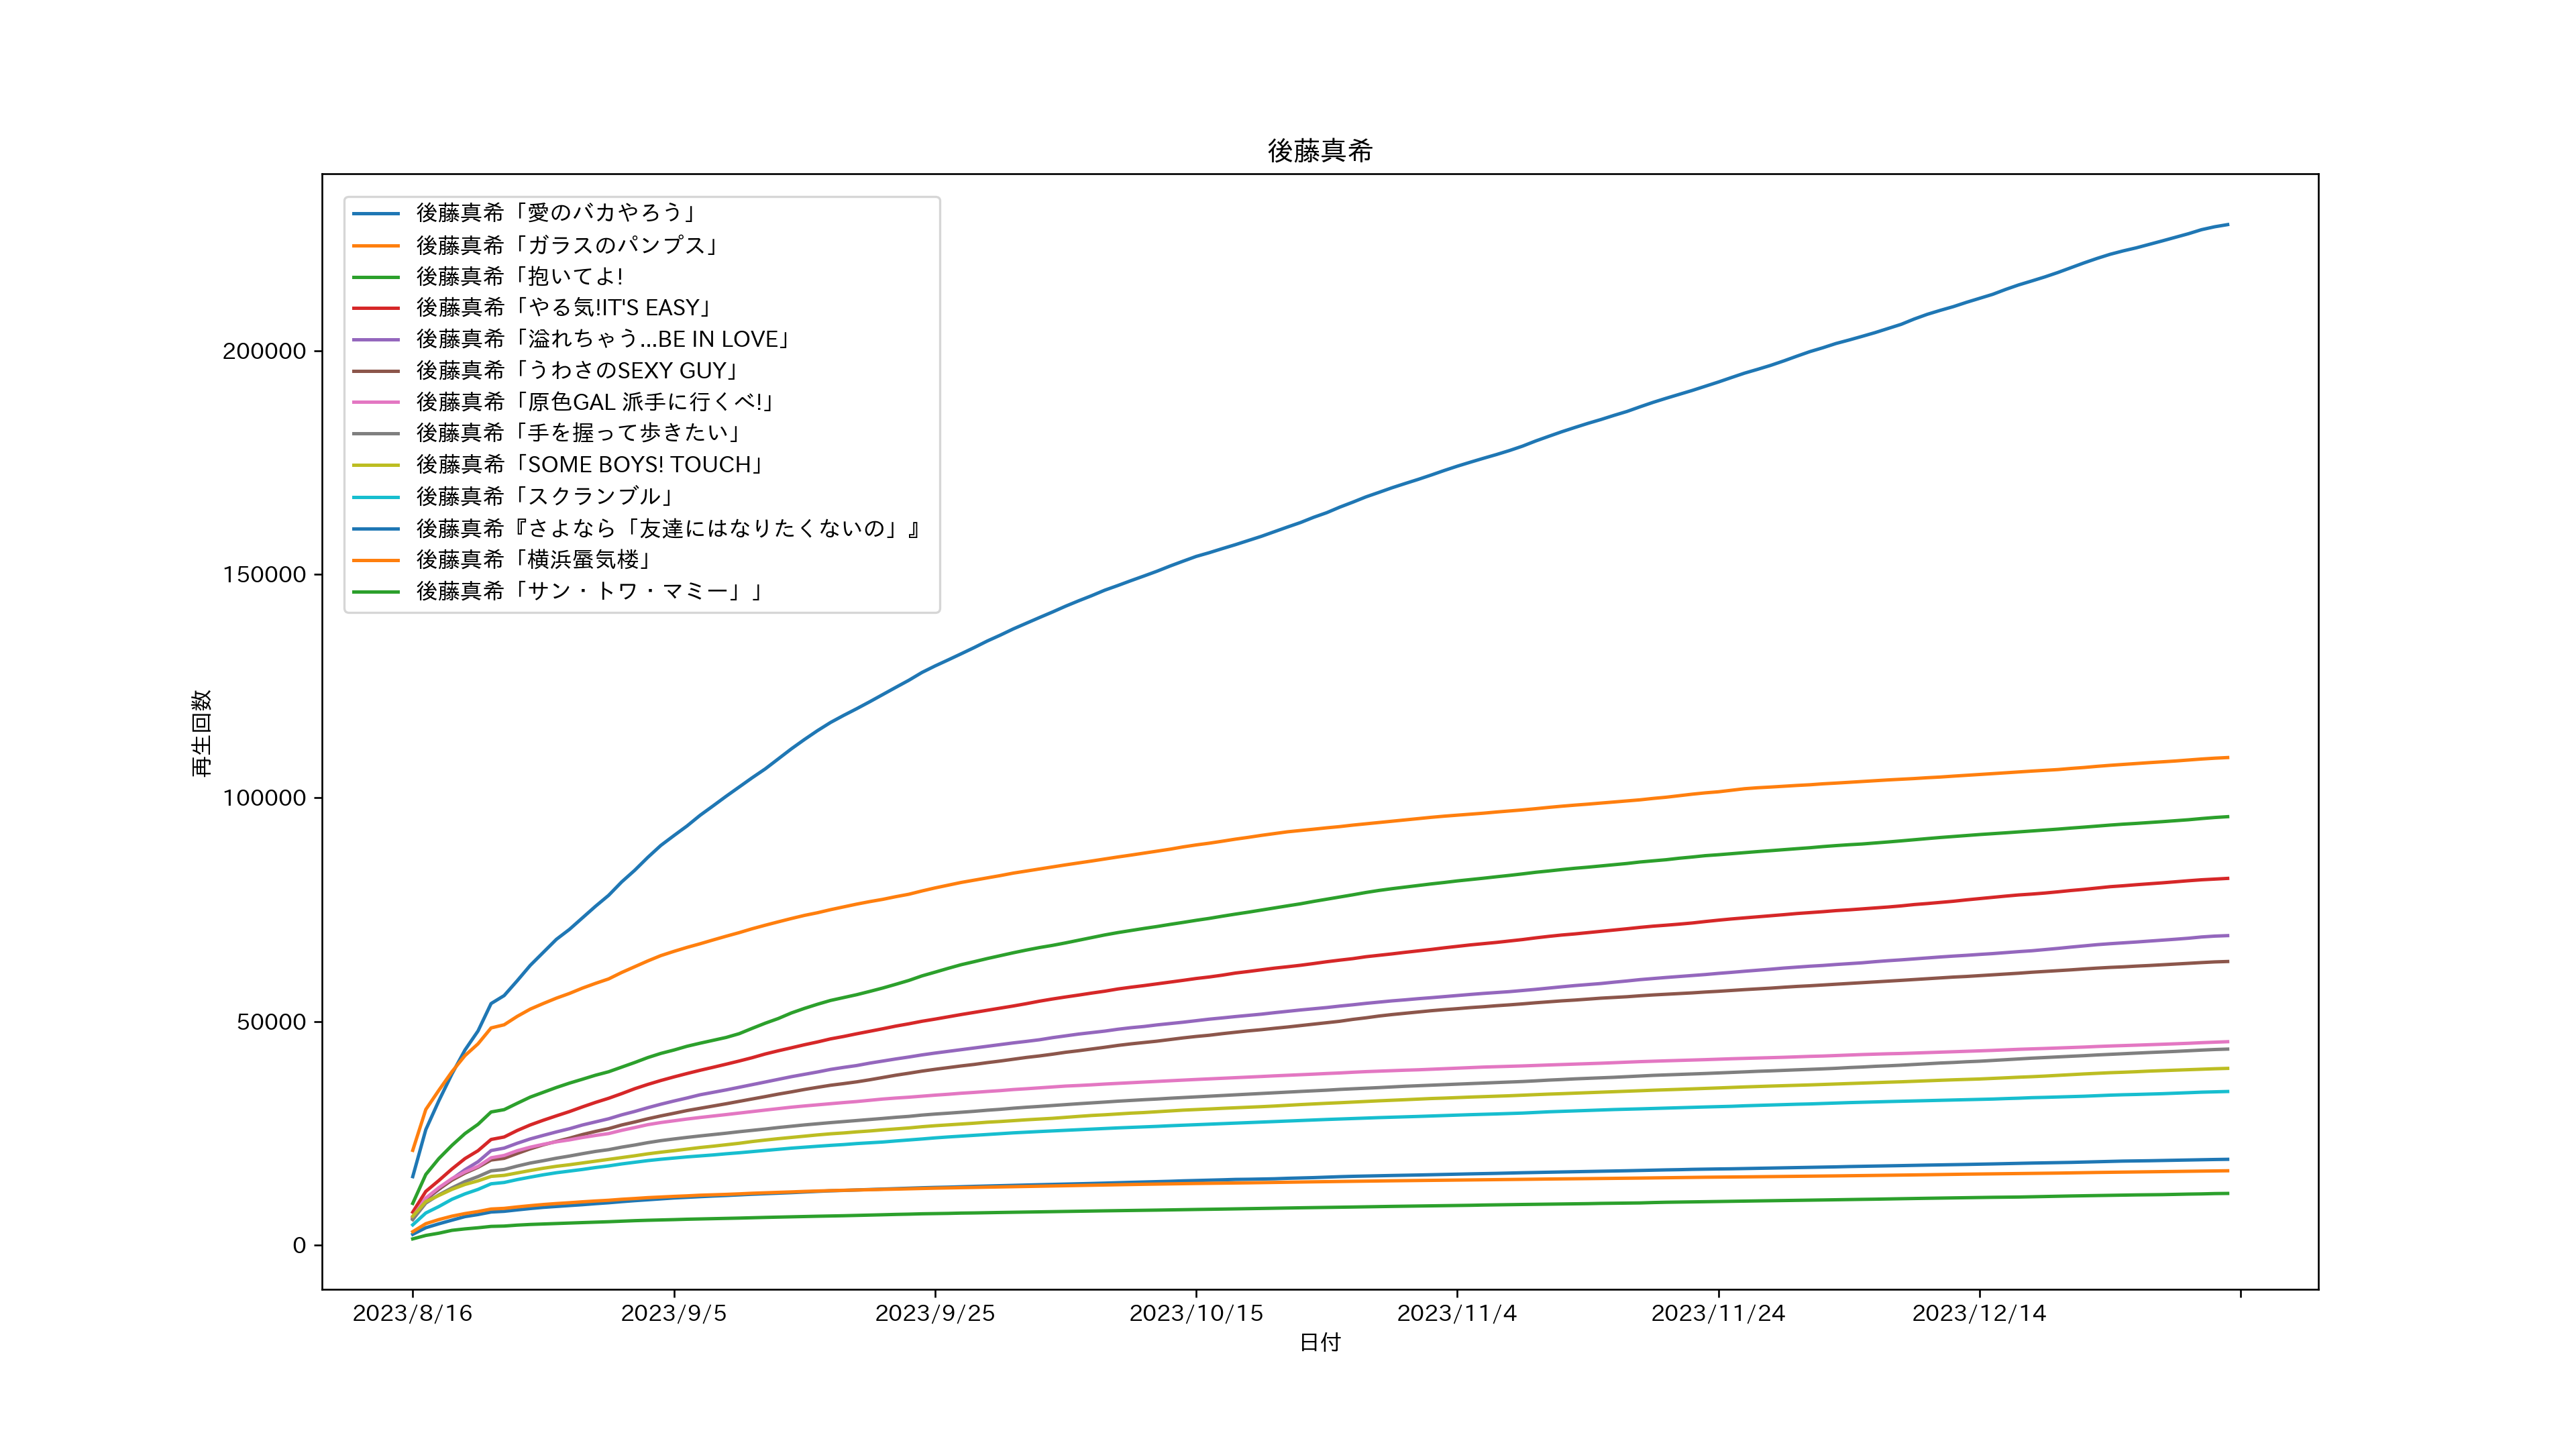 後藤真希
後藤真希「愛のバカやろう」
後藤真希「ガラスのパンプス」
後藤真希「抱いてよ!
後藤真希「やる気!IT'S EASY」
後藤真希「溢れちゃう...BE IN LOVE」
後藤真希「うわさのSEXY GUY」
後藤真希「原色GAL 派手に行くべ!」
後藤真希「手を握って歩きたい」
後藤真希「SOME BOYS! TOUCH」
後藤真希「スクランブル」
後藤真希『さよなら「友達にはなりたくないの」』
後藤真希「横浜蜃気楼」
後藤真希「サン・トワ・マミー」」
再生回数
200000
150000
100000
50000
0
2023/8/16 2023/9/5 2023/9/25 2023/10/15 2023/11/4 2023/11/24 2023/12/14
日付